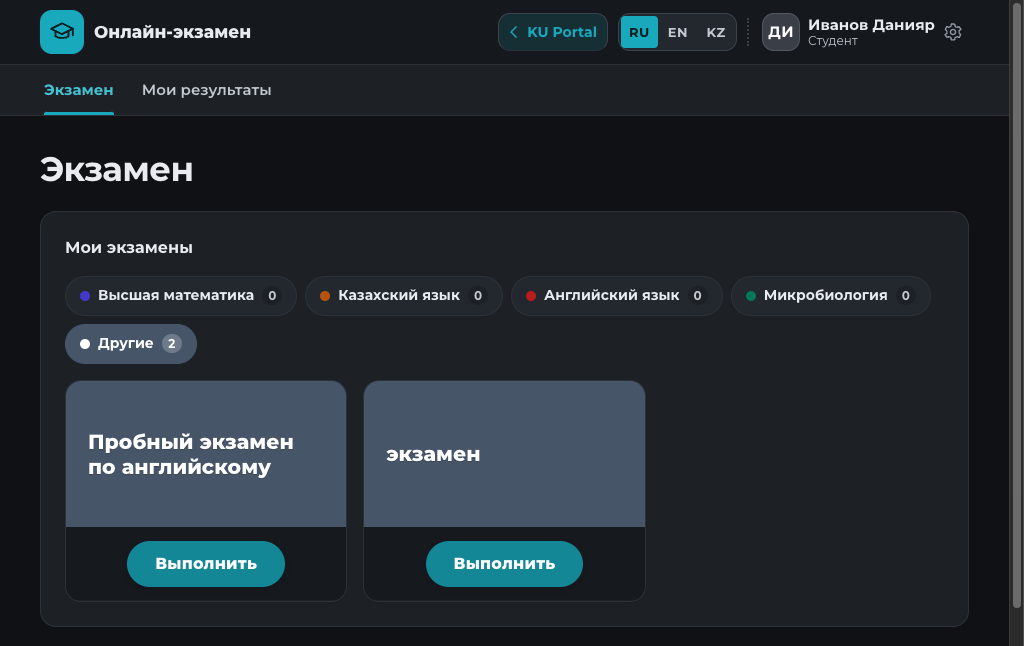 Онлайн-экзамен
KU Portal
RU EN KZ
ДИ
Иванов Данияр
Студент
Экзамен
Мои результаты
Экзамен
Мои экзамены
Высшая математика 0
Казахский язык 0
Английский язык 0
Микробиология 0
Другие 2
Пробный экзамен
по английскому
Выполнить
экзамен
Выполнить